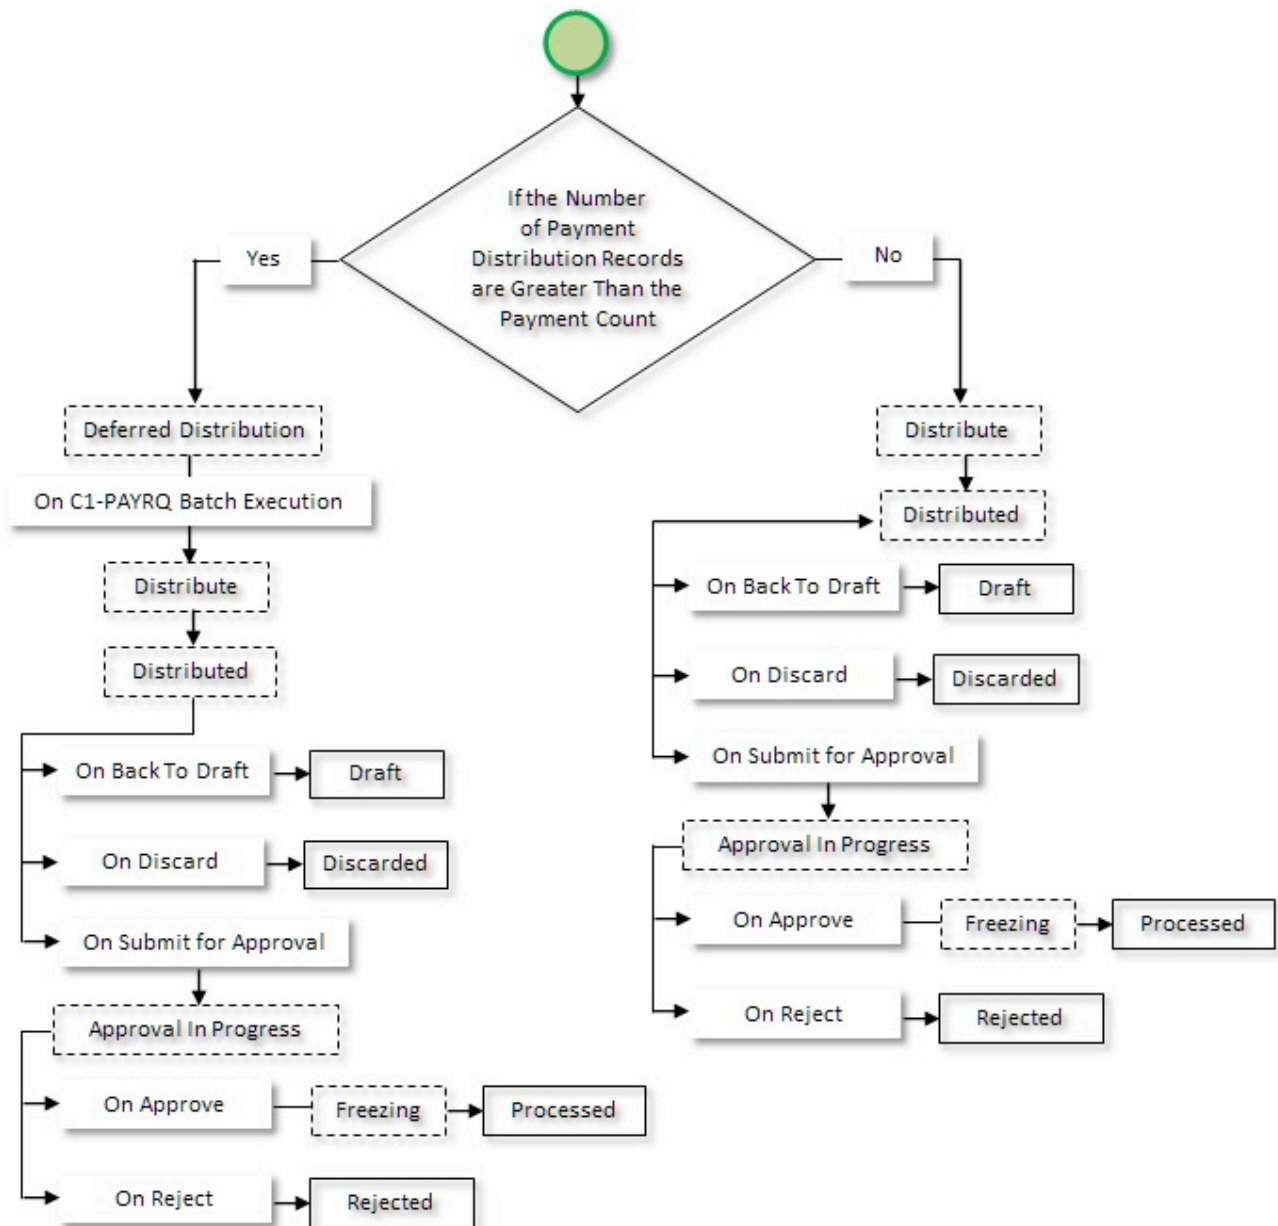 If the Number
of Payment
Distribution Records
are Greater Than the
Payment Count
Yes
No
Deferred Distribution
On C1-PAYRQ Batch Execution
Distribute
Distributed
On Back To Draft
Draft
On Discard
Discarded
On Submit for Approval
Approval In Progress
On Approve
Freezing
Processed
On Reject
Rejected
Distribute
Distributed
On Back To Draft
Draft
On Discard
Discarded
On Submit for Approval
Approval In Progress
On Approve
Freezing
Processed
On Reject
Rejected